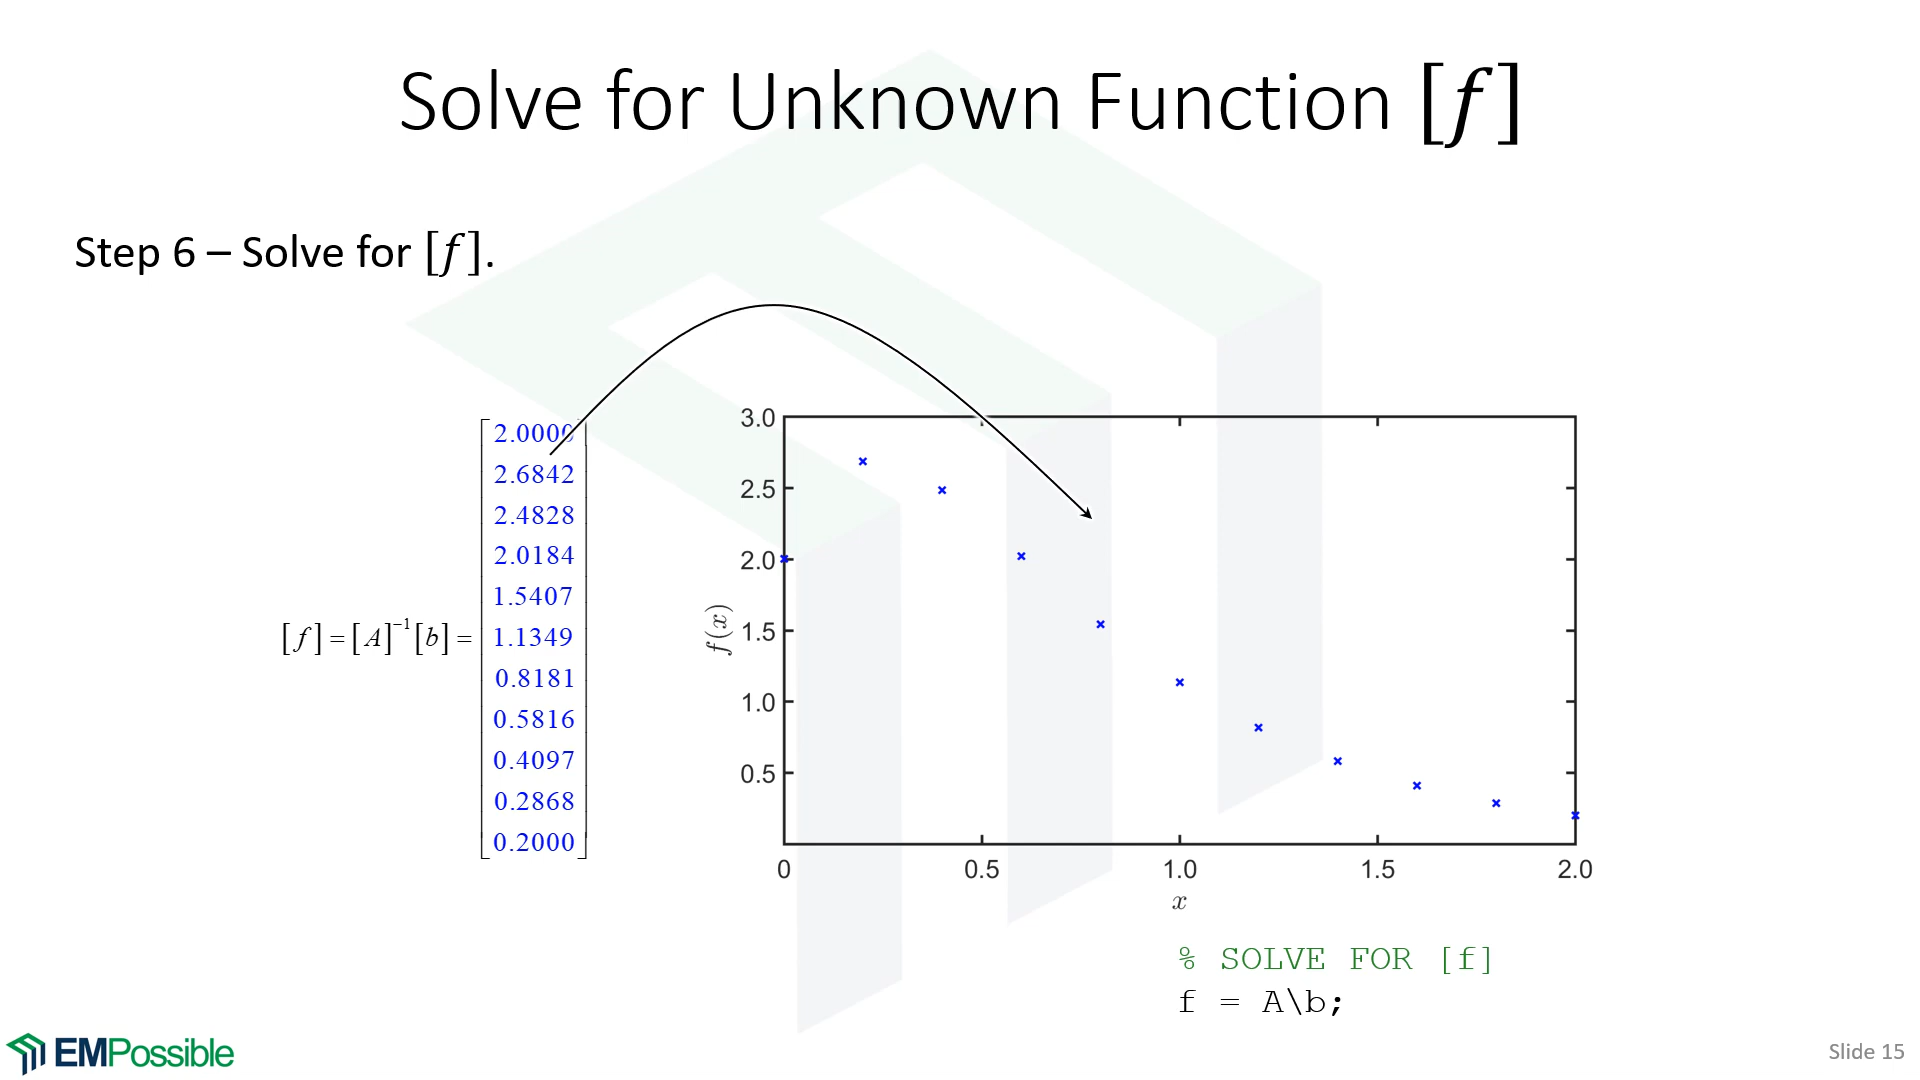 Solve for Unknown Function [f]
Step 6 – Solve for [f].
[f] = [A]⁻¹[b] =
2.0000
2.6842
2.4828
2.0184
1.5407
1.1349
0.8181
0.5816
0.4097
0.2868
0.2000
3.0
2.5
2.0
1.5
1.0
0.5
f(x)
0 0.5 1.0 1.5 2.0
x
% SOLVE FOR [f]
f = A\b;
EMPossible
Slide 15